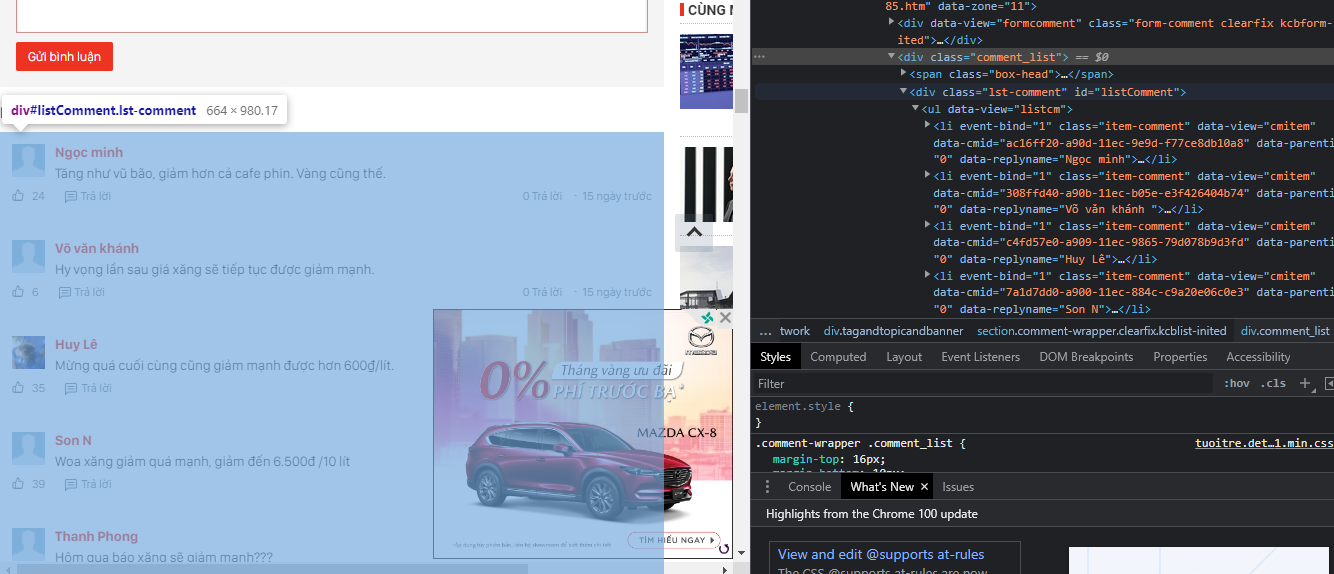 CÙNG
Gửi bình luận
div#listComment.lst-comment 664 × 980.17
Ngọc minh
Tăng như vũ bão, giảm hơn cả cafe phin. Vàng cũng thế.
24 Trả lời 0 Trả lời · 15 ngày trước
Võ văn khánh
Hy vọng lần sau giá xăng sẽ tiếp tục được giảm mạnh.
6 Trả lời 0 Trả lời · 15 ngày trước
Huy Lê
Mừng quá cuối cùng cũng giảm mạnh được hơn 600₫/lít.
35 Trả lời
Son N
Woa xăng giảm quá mạnh, giảm đến 6.500đ /10 lít
39 Trả lời
Thanh Phong
Hôm qua báo xăng sẽ giảm mạnh???
mazda
Tháng vàng ưu đãi
0% PHÍ TRƯỚC BẠ*
MAZDA CX-8
TÌM HIỂU NGAY
85.htm" data-zone="11">
<div data-view="formcomment" class="form-comment clearfix kcbform-
ited">…</div>
… <div class="comment_list"> == $0
<span class="box-head">…</span>
<div class="lst-comment" id="listComment">
<ul data-view="listcm">
<li event-bind="1" class="item-comment" data-view="cmitem"
data-cmid="ac16ff20-a90d-11ec-9e9d-f77ce8db10a8" data-parenti
"0" data-replyname="Ngọc minh">…</li>
<li event-bind="1" class="item-comment" data-view="cmitem"
data-cmid="308ffd40-a90b-11ec-b05e-e3f426404b74" data-parenti
"0" data-replyname="Võ văn khánh ">…</li>
<li event-bind="1" class="item-comment" data-view="cmitem"
data-cmid="c4fd57e0-a909-11ec-9865-79d078b9d3fd" data-parenti
"0" data-replyname="Huy Lê">…</li>
<li event-bind="1" class="item-comment" data-view="cmitem"
data-cmid="7a1d7dd0-a900-11ec-884c-c9a20e06c0e3" data-parenti
"0" data-replyname="Son N">…</li>
… twork div.tagandtopicandbanner section.comment-wrapper.clearfix.kcblist-inited div.comment_list
Styles Computed Layout Event Listeners DOM Breakpoints Properties Accessibility
Filter :hov .cls +
element.style {
}
.comment-wrapper .comment_list { tuoitre.det…1.min.css
margin-top: 16px;
Console What's New × Issues
Highlights from the Chrome 100 update
View and edit @supports at-rules
The CSS @supports at-rules are now